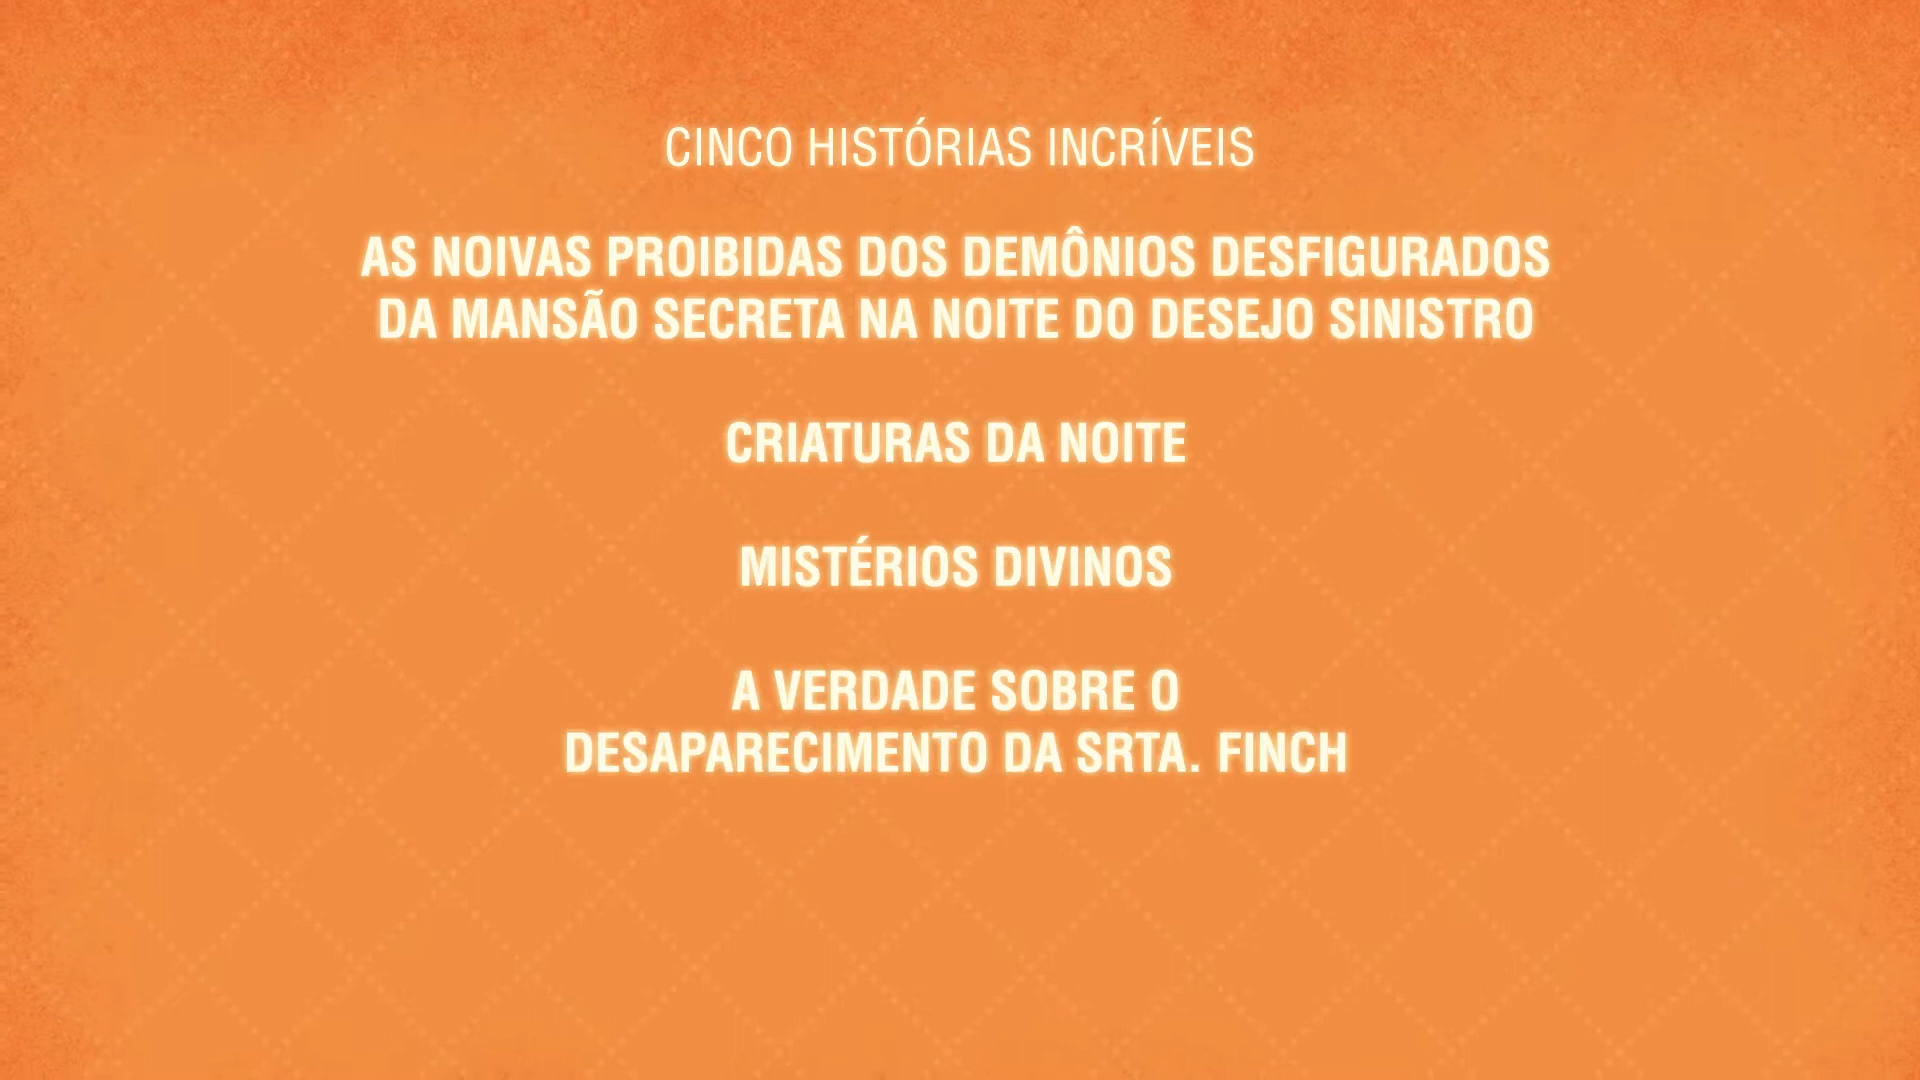 CINCO HISTÓRIAS INCRÍVEIS
AS NOIVAS PROIBIDAS DOS DEMÔNIOS DESFIGURADOS
DA MANSÃO SECRETA NA NOITE DO DESEJO SINISTRO
CRIATURAS DA NOITE
MISTÉRIOS DIVINOS
A VERDADE SOBRE O
DESAPARECIMENTO DA SRTA. FINCH